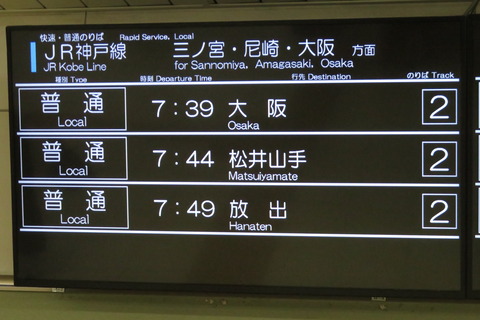 快速・普通のりば Rapid Service, Local
JR神戸線 三ノ宮・尼崎・大阪 方面
JR Kobe Line for Sannomiya, Amagasaki, Osaka
種別 Type 時刻 Departure Time 行先 Destination のりば Track
普通 7:39 大阪 2
Local Osaka
普通 7:44 松井山手 2
Local Matsuiyamate
普通 7:49 放出 2
Local Hanaten